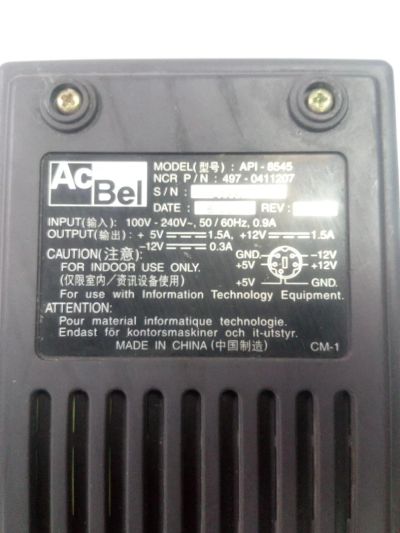 AcBel
MODEL(型号) : API - 8545
NCR P / N : 497 - 0411207
S / N :
DATE : REV :
INPUT(输入): 100V - 240V~, 50 / 60Hz, 0.9A
OUTPUT(输出): + 5V⎓1.5A, +12V⎓1.5A
-12V⎓0.3A
CAUTION(注意):
FOR INDOOR USE ONLY.
(仅限室内/资讯设备使用)
GND. -12V
+5V +12V
+5V GND.
For use with Information Technology Equipment.
ATTENTION:
Pour material informatique technologie.
Endast för kontorsmaskiner och it-utstyr.
MADE IN CHINA (中国制造) CM-1